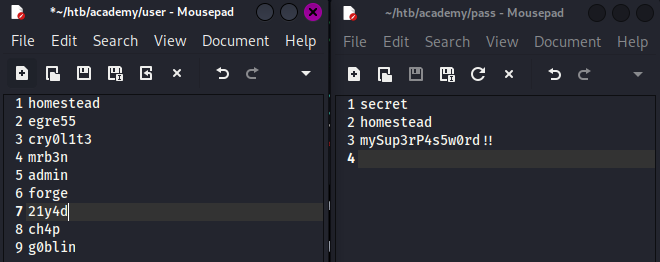 *~/htb/academy/user - Mousepad
File Edit Search View Document Help
1 homestead
2 egre55
3 cry0l1t3
4 mrb3n
5 admin
6 forge
7 21y4d
8 ch4p
9 g0blin
~/htb/academy/pass - Mousepad
File Edit Search View Document Help
1 secret
2 homestead
3 mySup3rP4s5w0rd!!
4